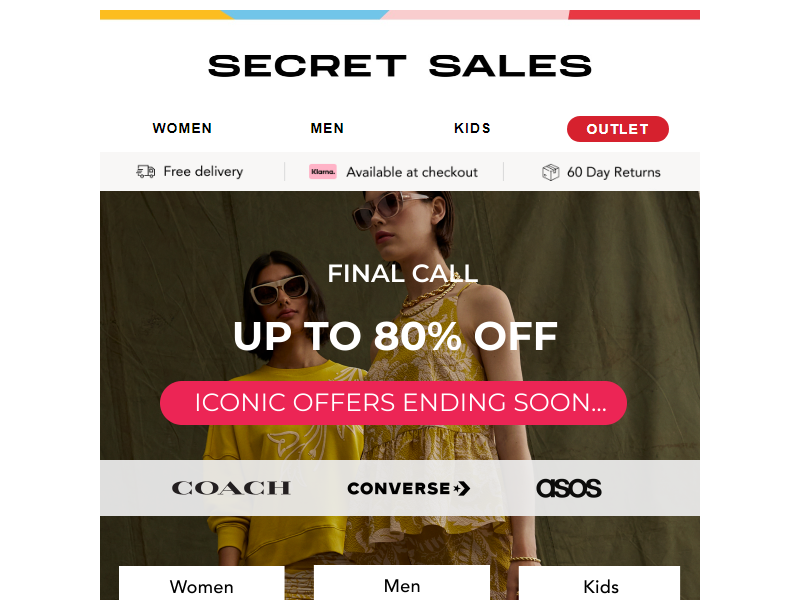 SECRET SALES
WOMEN MEN KIDS OUTLET
Free delivery Klarna. Available at checkout 60 Day Returns
FINAL CALL
UP TO 80% OFF
ICONIC OFFERS ENDING SOON...
COACH CONVERSE asos
Women Men Kids